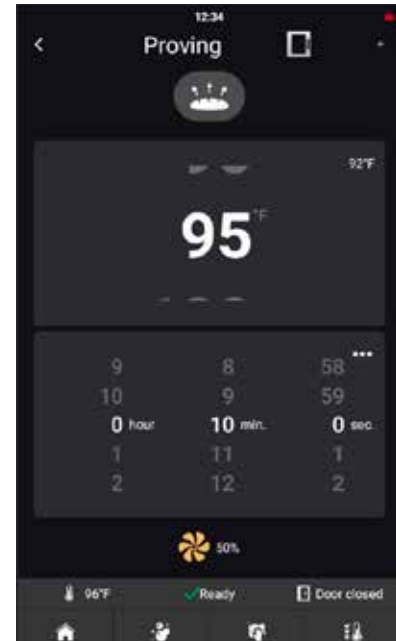 12:34
< Proving +
92°F
95 °F
•••
9 8 58
10 9 59
0 hour 10 min. 0 sec.
1 11 1
2 12 2
50%
96°F Ready Door closed